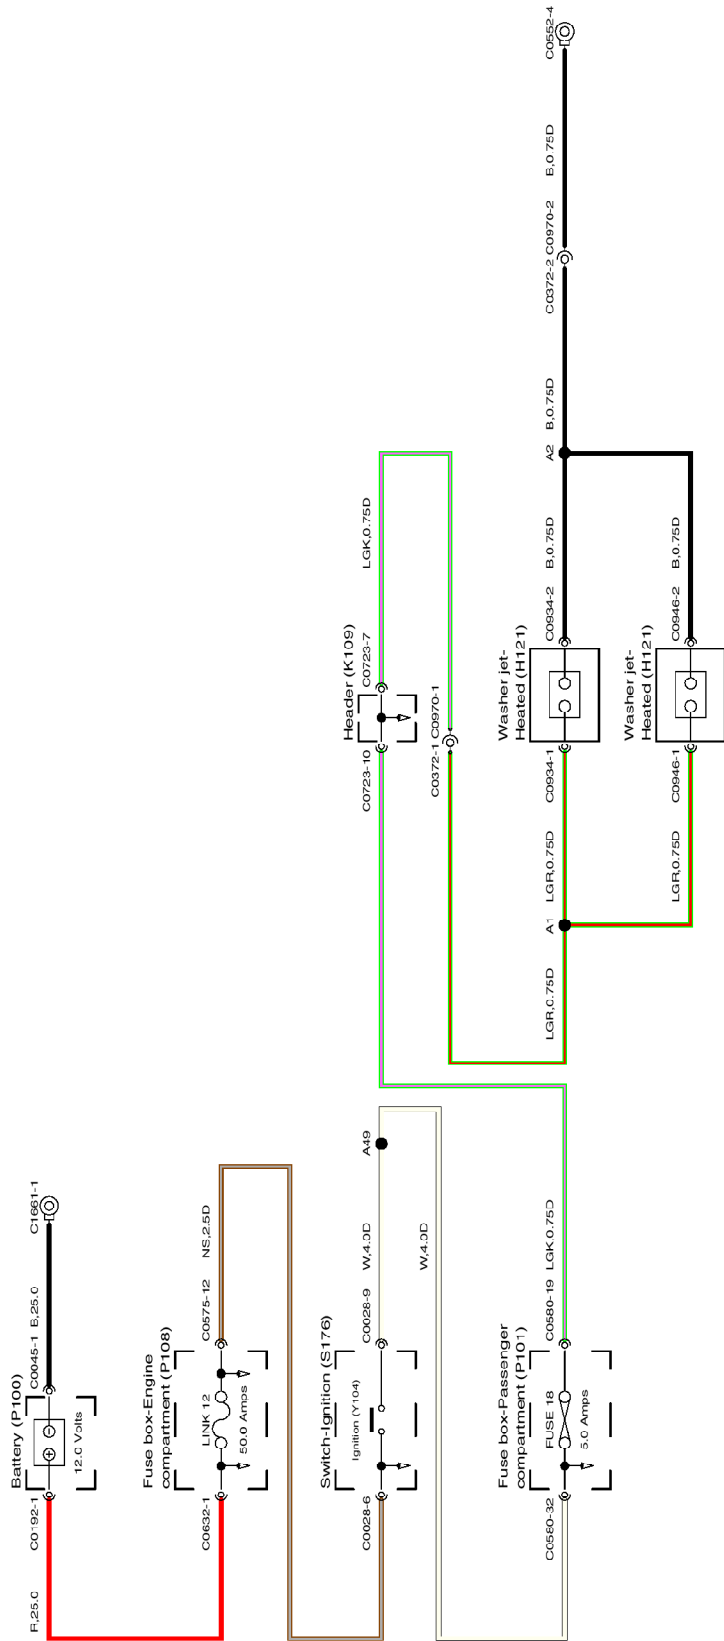 Battery (P100)
12.0 Volts
C0192-1
C0045-1
B,25.0
C1661-1
R,25.0
Fuse box-Engine
compartment (P108)
LINK 12
50.0 Amps
C0632-1
C0575-12
NS,2.5D
Switch-Ignition (S176)
Ignition (Y104)
C0028-6
C0028-9
W,4.0D
A49
W,4.0D
Fuse box-Passenger
compartment (P101)
FUSE 18
5.0 Amps
C0580-32
C0580-19
LGK,0.75D
Header (K109)
C0723-10
C0723-7
LGK,0.75D
C0372-1
C0970-1
LGR,0.75D
A1
LGR,0.75D
C0934-1
Washer jet-
Heated (H121)
C0934-2
B,0.75D
A2
B,0.75D
C0372-2
C0970-2
B,0.75D
C0552-4
LGR,0.75D
C0946-1
Washer jet-
Heated (H121)
C0946-2
B,0.75D